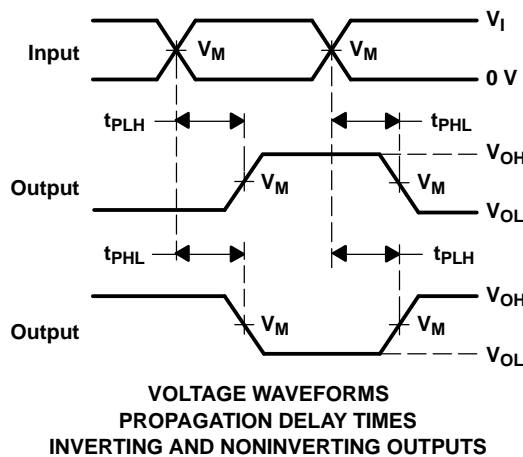 V_I
Input V_M V_M
0 V
t_PLH t_PHL
V_OH
Output V_M V_M
V_OL
t_PHL t_PLH
V_OH
Output V_M V_M
V_OL
VOLTAGE WAVEFORMS
PROPAGATION DELAY TIMES
INVERTING AND NONINVERTING OUTPUTS